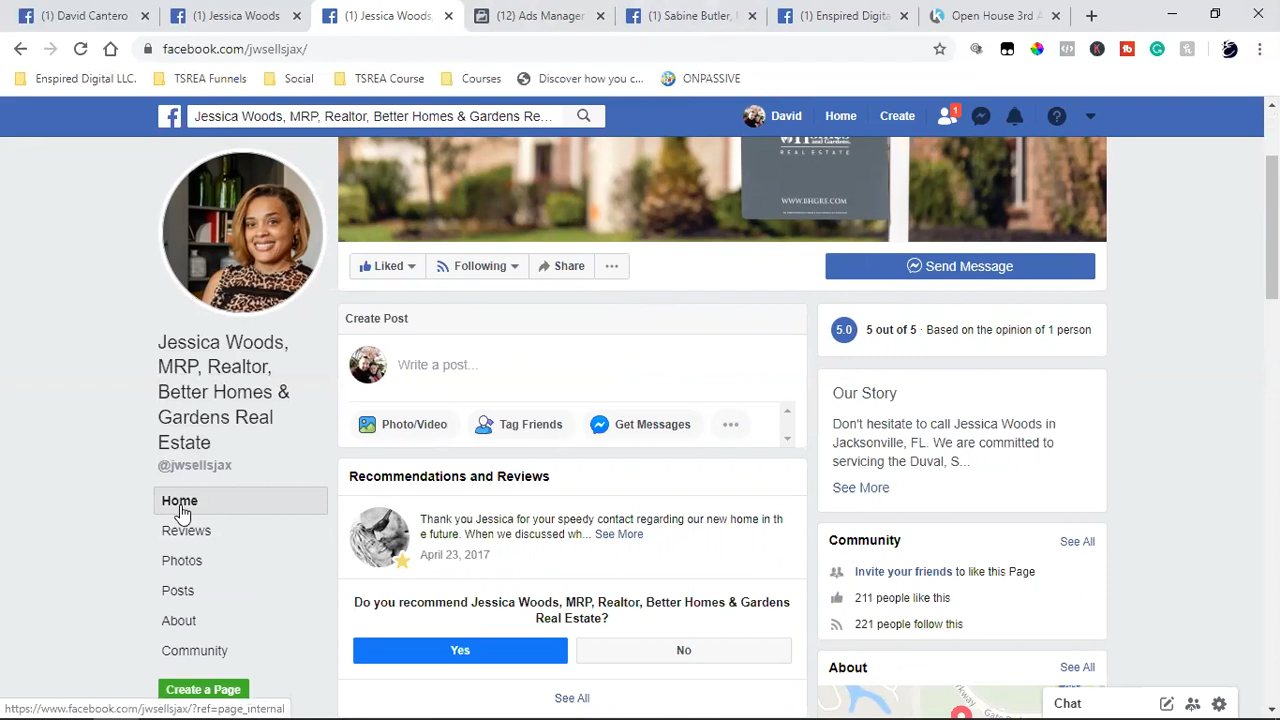 (1) David Cantero
(1) Jessica Woods
(1) Jessica Woods,
(12) Ads Manager
(1) Sabine Butler,
(1) Enspired Digita
Open House 3rd A
facebook.com/jwsellsjax/
Enspired Digital LLC.
TSREA Funnels
Social
TSREA Course
Courses
Discover how you c...
ONPASSIVE
Jessica Woods, MRP, Realtor, Better Homes & Gardens Re...
David
Home
Create
1
and Gardens
REAL ESTATE
WWW.BHGRE.COM
Liked
Following
Share
Send Message
Jessica Woods,
MRP, Realtor,
Better Homes &
Gardens Real
Estate
@jwsellsjax
Home
Reviews
Photos
Posts
About
Community
Create a Page
Create Post
Write a post...
Photo/Video
Tag Friends
Get Messages
Recommendations and Reviews
Thank you Jessica for your speedy contact regarding our new home in th
e future. When we discussed wh... See More
April 23, 2017
Do you recommend Jessica Woods, MRP, Realtor, Better Homes & Gardens
Real Estate?
Yes
No
See All
5.0
5 out of 5 · Based on the opinion of 1 person
Our Story
Don't hesitate to call Jessica Woods in
Jacksonville, FL. We are committed to
servicing the Duval, S...
See More
Community
See All
Invite your friends to like this Page
211 people like this
221 people follow this
About
See All
Chat
https://www.facebook.com/jwsellsjax/?ref=page_internal